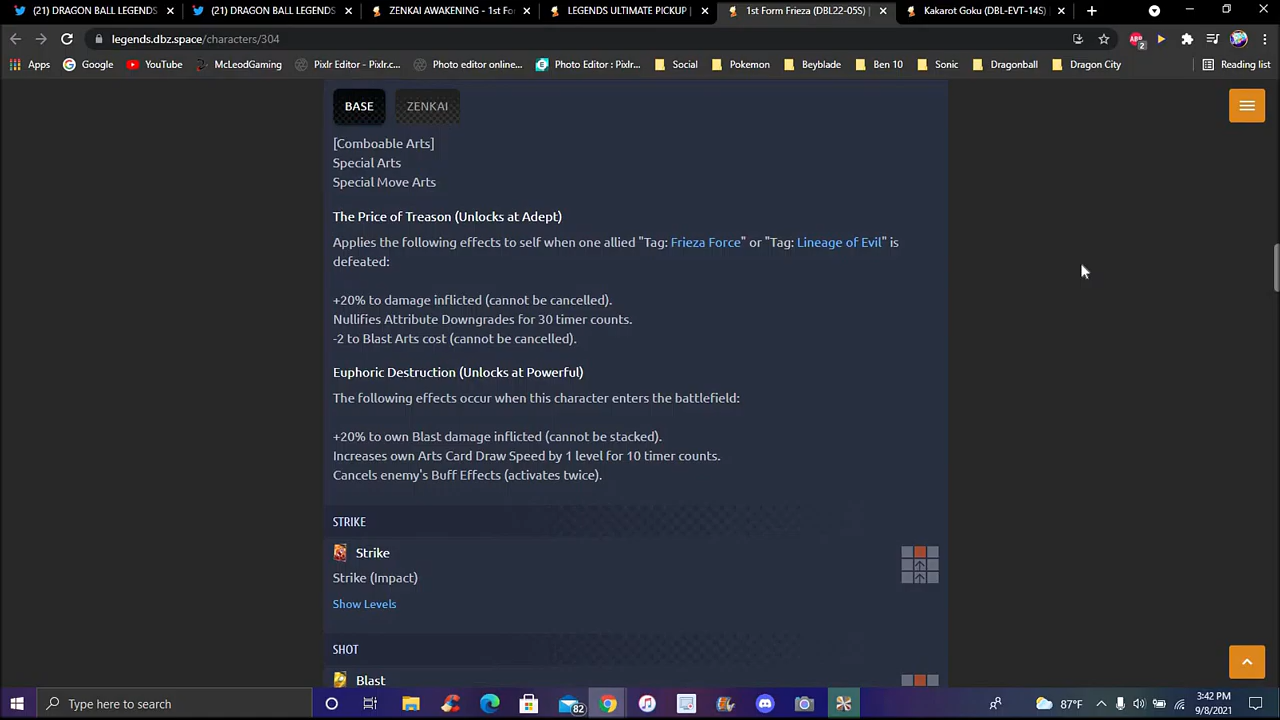 (21) DRAGON BALL LEGENDS
(21) DRAGON BALL LEGENDS
ZENKAI AWAKENING - 1st Fo
LEGENDS ULTIMATE PICKUP |
1st Form Frieza (DBL22-05S) |
Kakarot Goku (DBL-EVT-14S)
legends.dbz.space/characters/304
ABP
2
Apps
Google
YouTube
McLeodGaming
Pixlr Editor - Pixlr.c...
Photo editor online...
Photo Editor : Pixlr...
Social
Pokemon
Beyblade
Ben 10
Sonic
Dragonball
Dragon City
Reading list
BASE
ZENKAI
[Comboable Arts]
Special Arts
Special Move Arts
The Price of Treason (Unlocks at Adept)
Applies the following effects to self when one allied "Tag: Frieza Force" or "Tag: Lineage of Evil" is
defeated:
+20% to damage inflicted (cannot be cancelled).
Nullifies Attribute Downgrades for 30 timer counts.
-2 to Blast Arts cost (cannot be cancelled).
Euphoric Destruction (Unlocks at Powerful)
The following effects occur when this character enters the battlefield:
+20% to own Blast damage inflicted (cannot be stacked).
Increases own Arts Card Draw Speed by 1 level for 10 timer counts.
Cancels enemy's Buff Effects (activates twice).
STRIKE
Strike
Strike (Impact)
Show Levels
SHOT
Blast
Type here to search
82
87°F
3:42 PM
9/8/2021